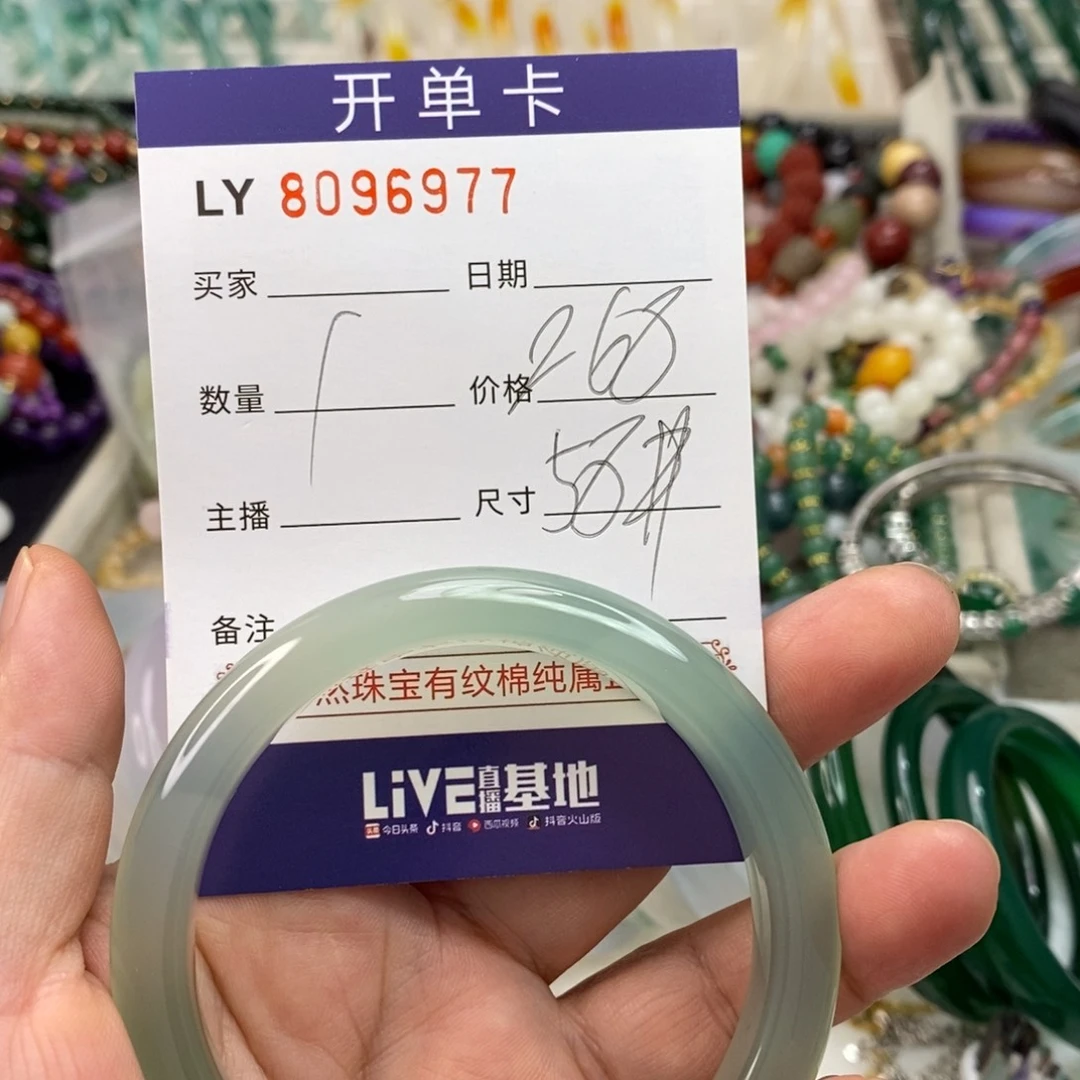 开单卡
LY 8096977
买家 日期
数量 1 价格 268
主播 尺寸 56#
备注
然珠宝有纹棉纯属正
LiVE直播基地
今日头条 抖音 西瓜视频 抖音火山版